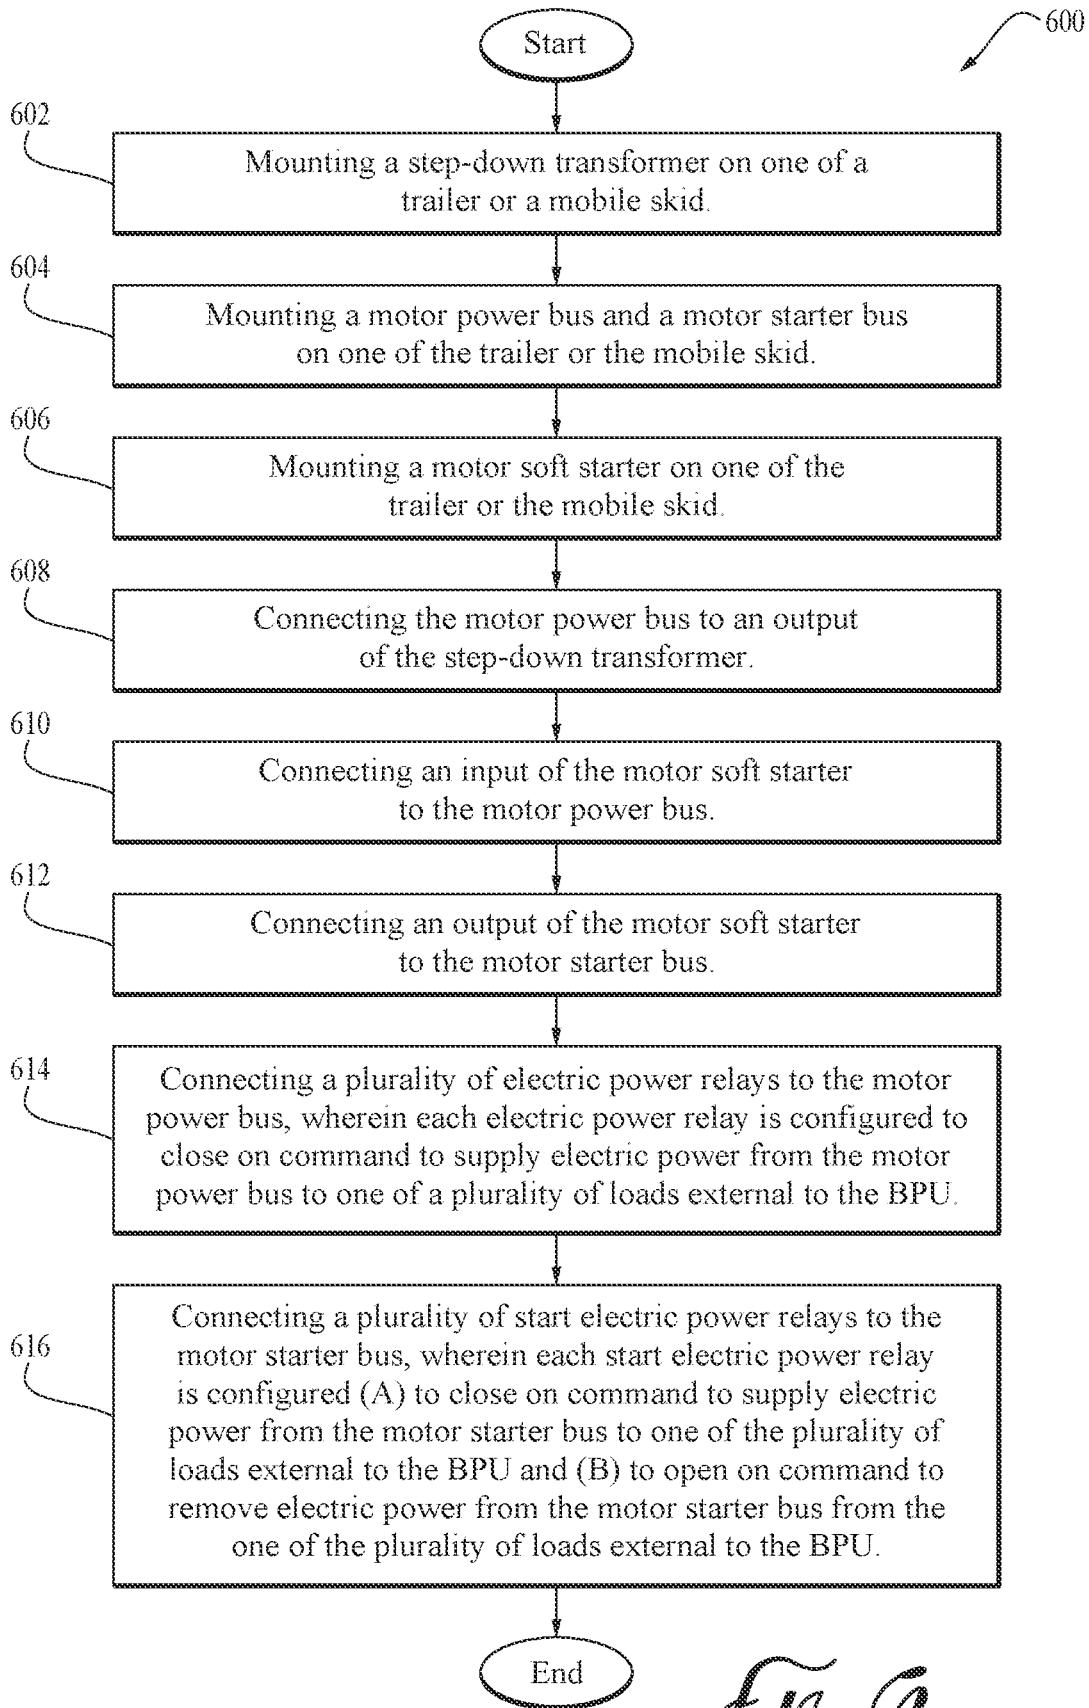 600
Start
602
Mounting a step-down transformer on one of a
trailer or a mobile skid.
604
Mounting a motor power bus and a motor starter bus
on one of the trailer or the mobile skid.
606
Mounting a motor soft starter on one of the
trailer or the mobile skid.
608
Connecting the motor power bus to an output
of the step-down transformer.
610
Connecting an input of the motor soft starter
to the motor power bus.
612
Connecting an output of the motor soft starter
to the motor starter bus.
614
Connecting a plurality of electric power relays to the motor
power bus, wherein each electric power relay is configured to
close on command to supply electric power from the motor
power bus to one of a plurality of loads external to the BPU.
616
Connecting a plurality of start electric power relays to the
motor starter bus, wherein each start electric power relay
is configured (A) to close on command to supply electric
power from the motor starter bus to one of the plurality of
loads external to the BPU and (B) to open on command to
remove electric power from the motor starter bus from the
one of the plurality of loads external to the BPU.
End